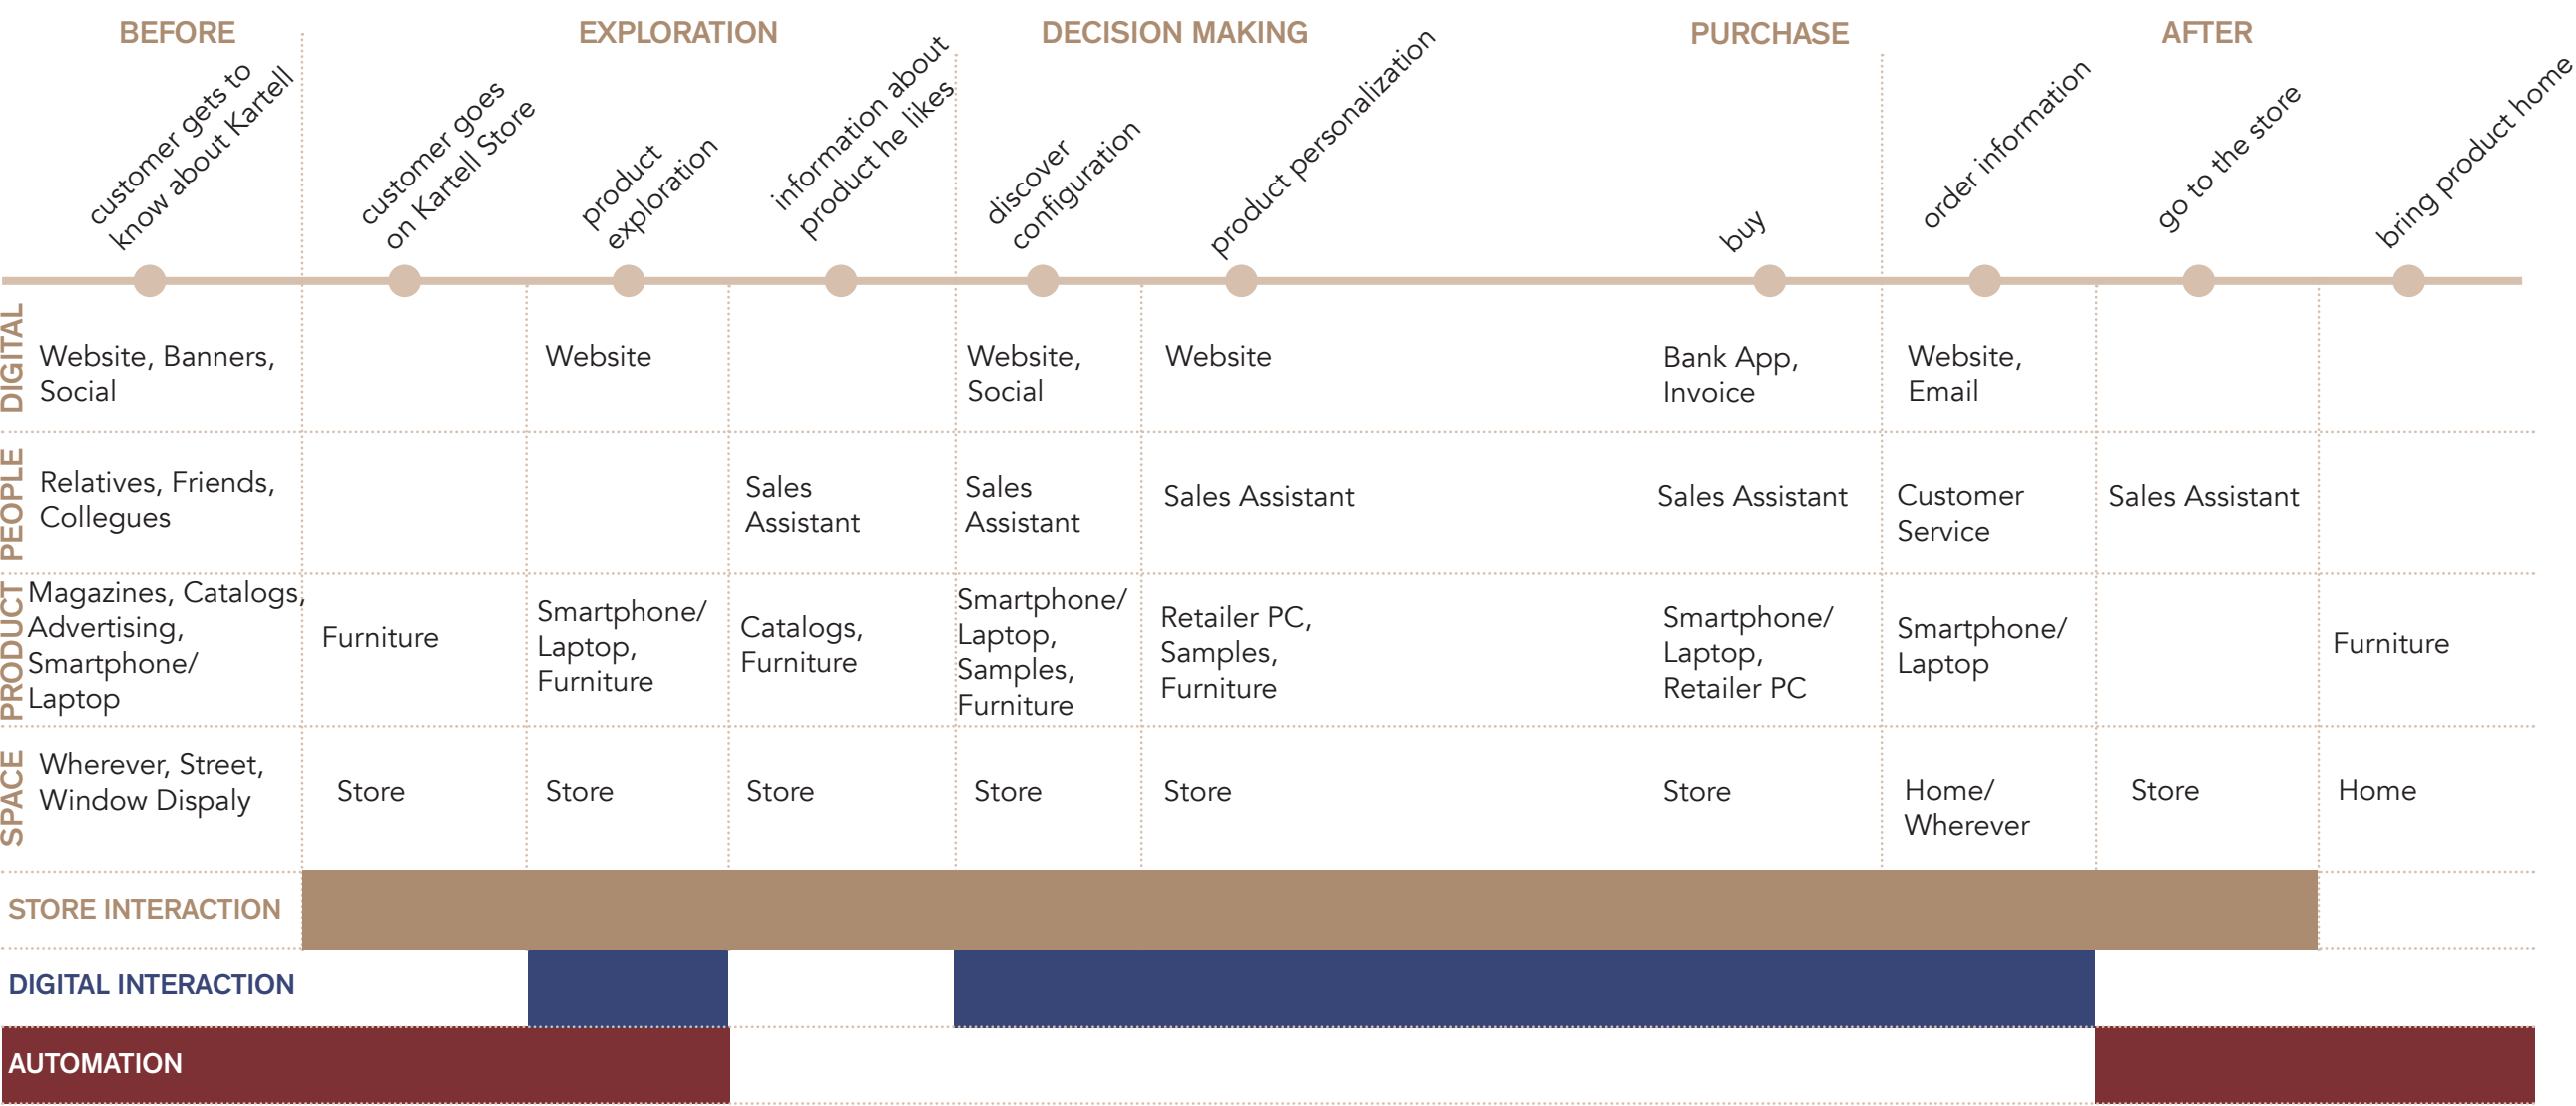 BEFORE
EXPLORATION
DECISION MAKING
PURCHASE
AFTER
customer gets to
know about Kartell
customer goes
on Kartell Store
product
exploration
information about
product he likes
discover
configuration
product personalization
buy
order information
go to the store
bring product home
DIGITAL
Website, Banners,
Social
Website
Website,
Social
Website
Bank App,
Invoice
Website,
Email
PEOPLE
Relatives, Friends,
Collegues
Sales
Assistant
Sales
Assistant
Sales Assistant
Sales Assistant
Customer
Service
Sales Assistant
PRODUCT
Magazines, Catalogs,
Advertising,
Smartphone/
Laptop
Furniture
Smartphone/
Laptop,
Furniture
Catalogs,
Furniture
Smartphone/
Laptop,
Samples,
Furniture
Retailer PC,
Samples,
Furniture
Smartphone/
Laptop,
Retailer PC
Smartphone/
Laptop
Furniture
SPACE
Wherever, Street,
Window Dispaly
Store
Store
Store
Store
Store
Store
Home/
Wherever
Store
Home
STORE INTERACTION
DIGITAL INTERACTION
AUTOMATION